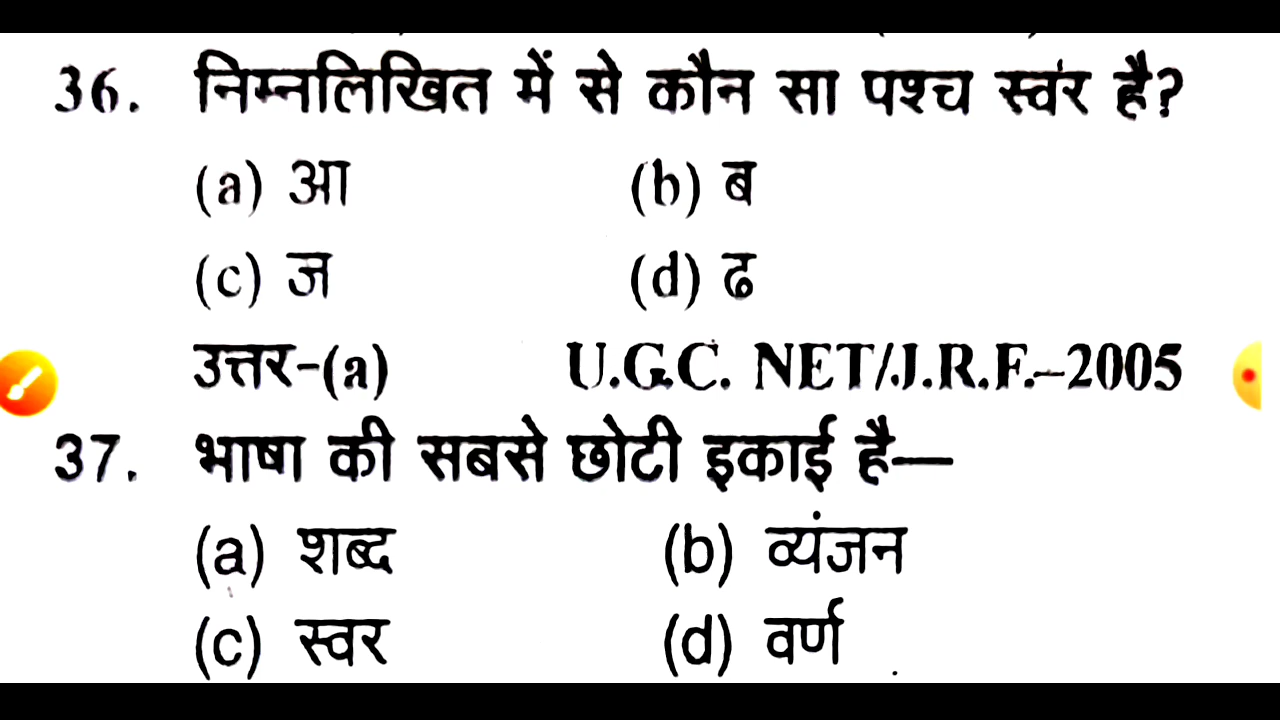 36. निम्नलिखित में से कौन सा पश्च स्वर है?
(a) आ (b) ब
(c) ज (d) ढ
उत्तर-(a) U.G.C. NET/J.R.F.–2005
37. भाषा की सबसे छोटी इकाई है—
(a) शब्द (b) व्यंजन
(c) स्वर (d) वर्ण